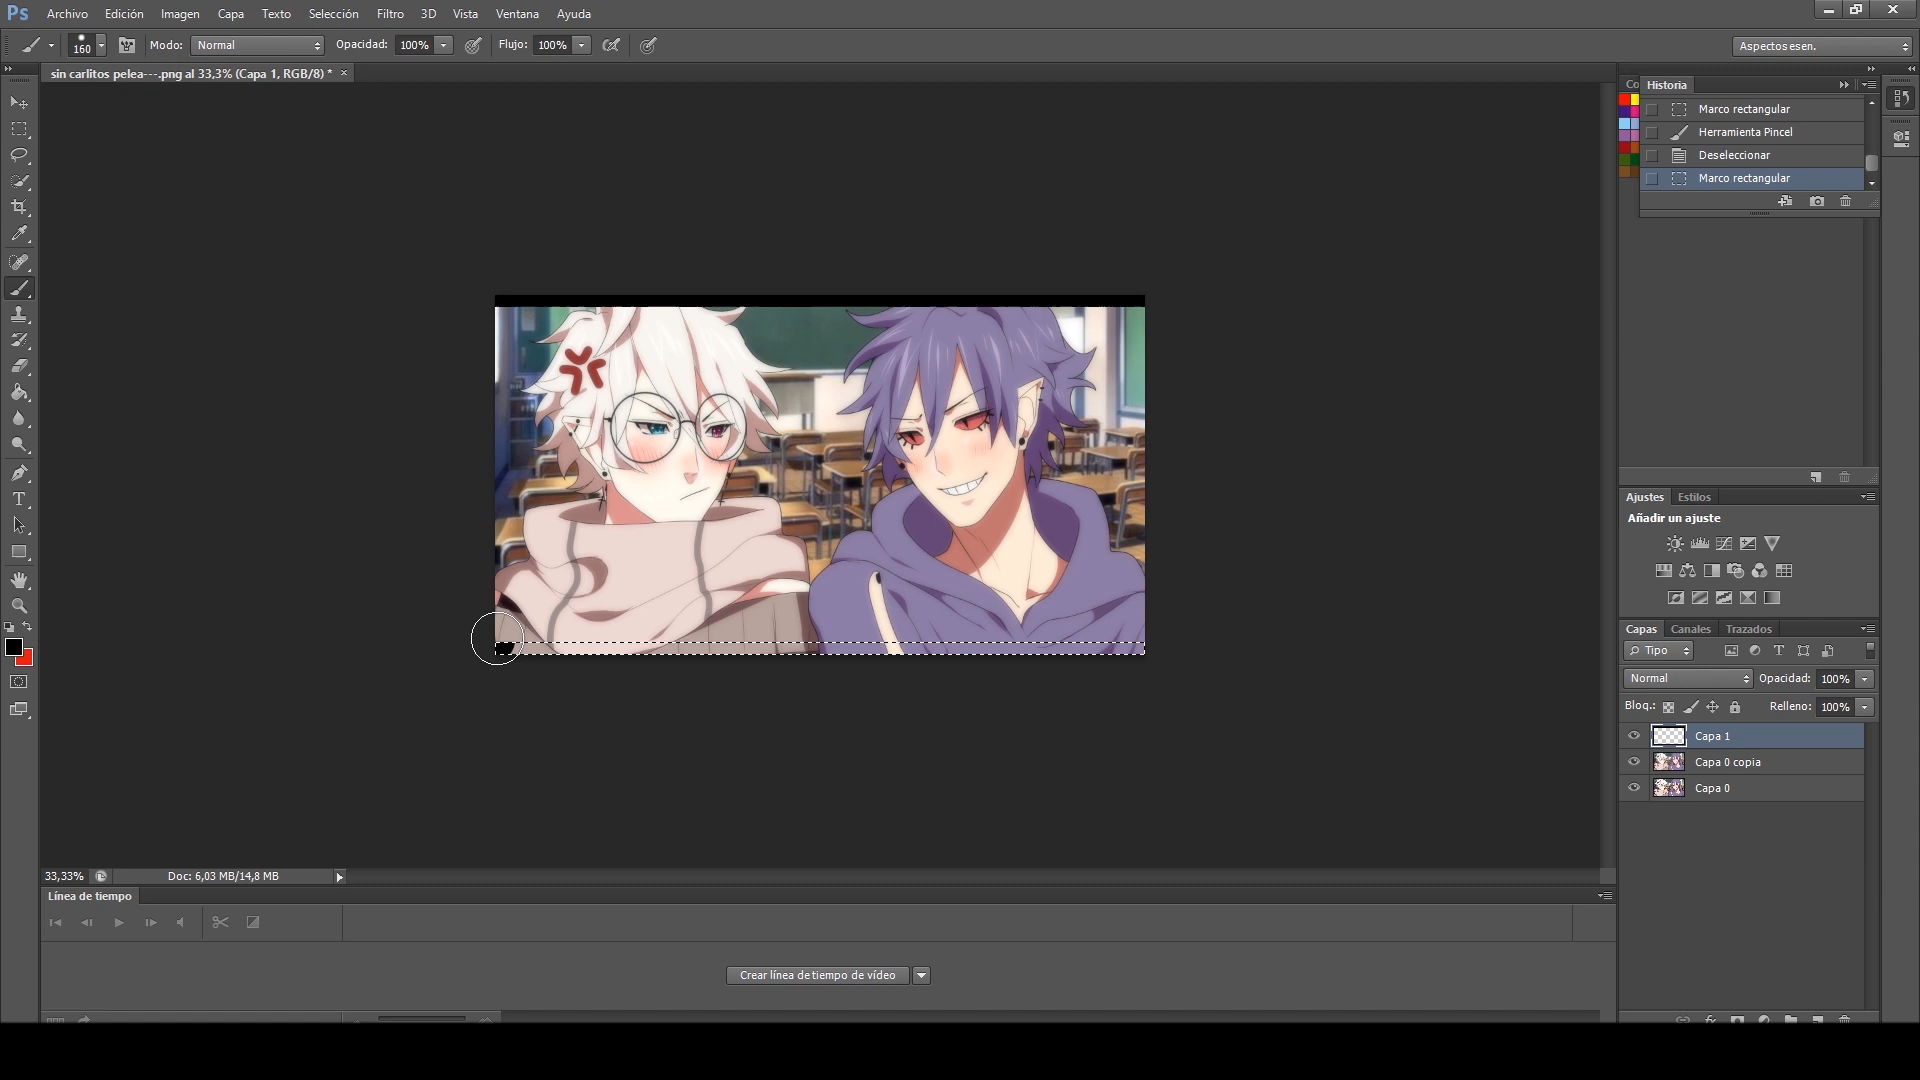 Ps Archivo Edición Imagen Capa Texto Selección Filtro 3D Vista Ventana Ayuda
160 Modo: Normal Opacidad: 100% Flujo: 100% Aspectos esen.
sin carlitos pelea---.png al 33,3% (Capa 1, RGB/8) * ×
Co Historia
Marco rectangular
Herramienta Pincel
Deseleccionar
Marco rectangular
Ajustes Estilos
Añadir un ajuste
Capas Canales Trazados
Tipo
Normal Opacidad: 100%
Bloq.: Relleno: 100%
Capa 1
Capa 0 copia
Capa 0
33,33% Doc: 6,03 MB/14,8 MB
Línea de tiempo
Crear línea de tiempo de vídeo